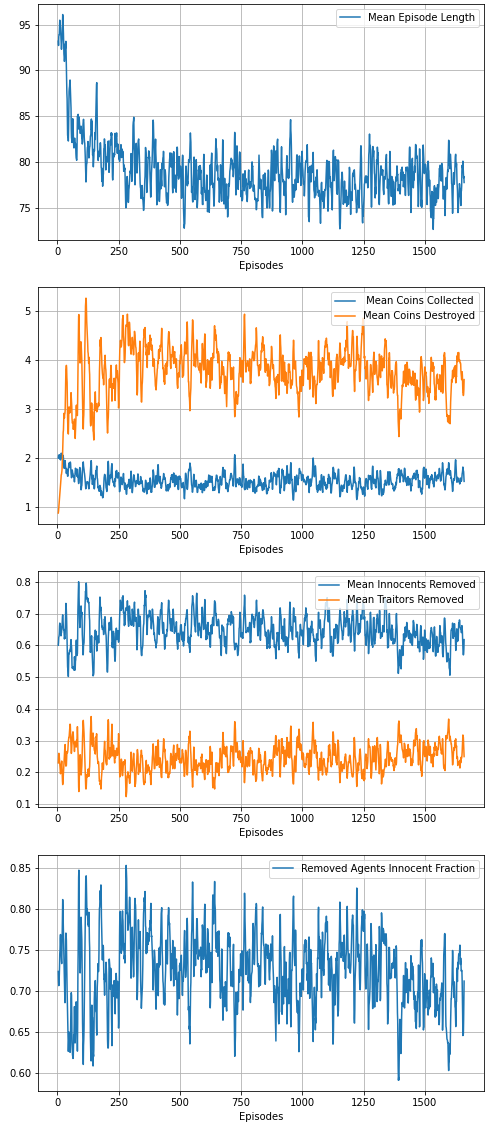 Mean Episode Length
95
90
85
80
75
0 250 500 750 1000 1250 1500
Episodes
Mean Coins Collected
Mean Coins Destroyed
5
4
3
2
1
0 250 500 750 1000 1250 1500
Episodes
Mean Innocents Removed
Mean Traitors Removed
0.8
0.7
0.6
0.5
0.4
0.3
0.2
0.1
0 250 500 750 1000 1250 1500
Episodes
Removed Agents Innocent Fraction
0.85
0.80
0.75
0.70
0.65
0.60
0 250 500 750 1000 1250 1500
Episodes